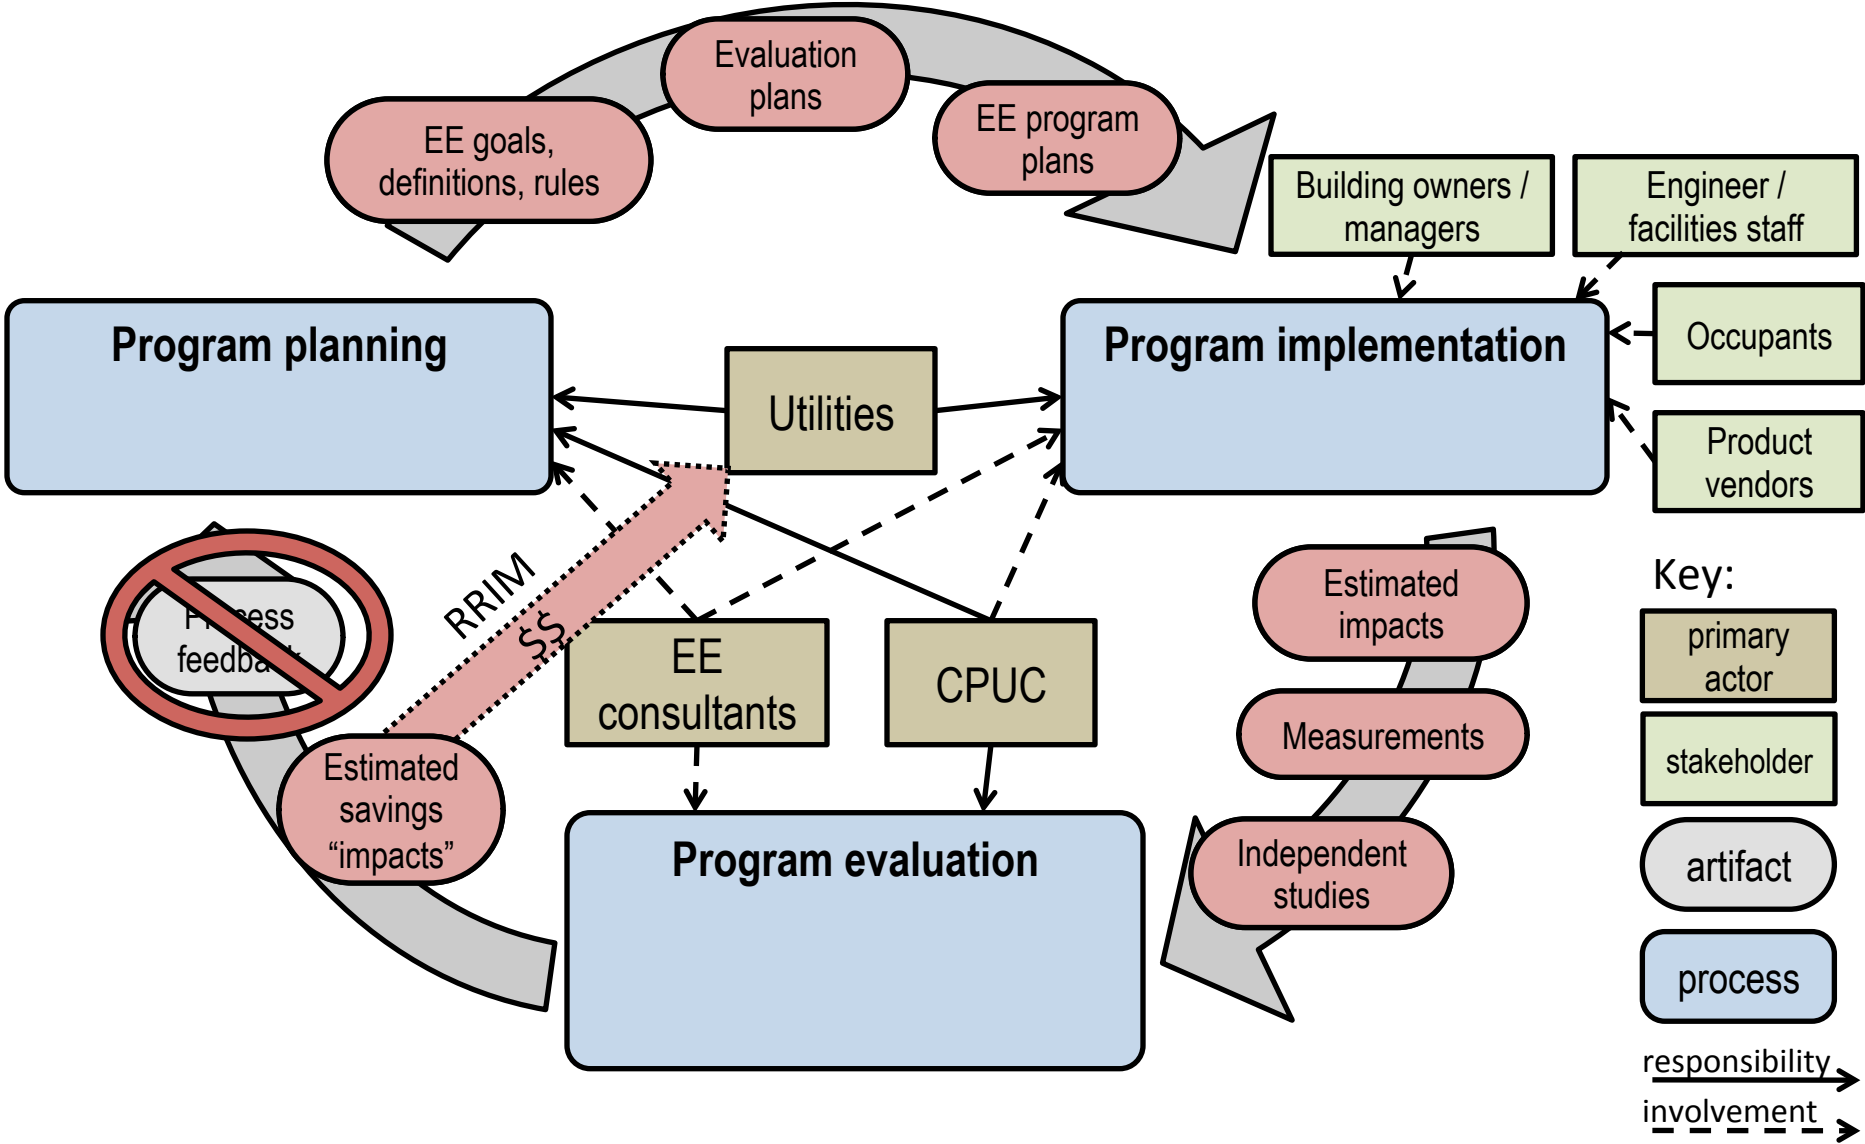 Evaluation
plans
EE goals,
definitions, rules
EE program
plans
Building owners /
managers
Engineer /
facilities staff
Occupants
Product
vendors
Program planning
Utilities
Program implementation
RRIM
$$
Process
feedback
EE
consultants
CPUC
Estimated
impacts
Measurements
Independent
studies
Estimated
savings
“impacts”
Program evaluation
Key:
primary
actor
stakeholder
artifact
process
responsibility
involvement